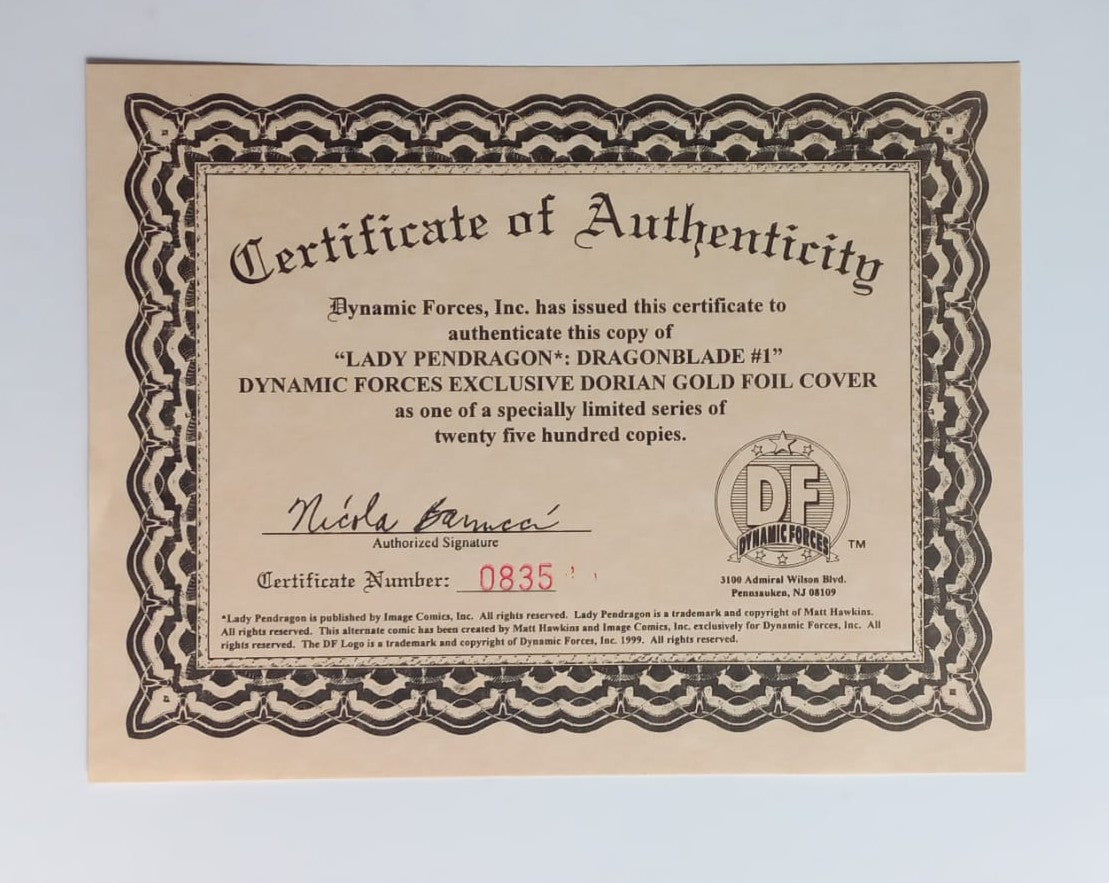 Certificate of Authenticity
Dynamic Forces, Inc. has issued this certificate to
authenticate this copy of
“LADY PENDRAGON*: DRAGONBLADE #1”
DYNAMIC FORCES EXCLUSIVE DORIAN GOLD FOIL COVER
as one of a specially limited series of
twenty five hundred copies.
DF
DYNAMIC FORCES
TM
Nicola Barrucci
Authorized Signature
Certificate Number: 0835
3100 Admiral Wilson Blvd.
Pennsauken, NJ 08109
*Lady Pendragon is published by Image Comics, Inc. All rights reserved. Lady Pendragon is a trademark and copyright of Matt Hawkins.
All rights reserved. This alternate comic has been created by Matt Hawkins and Image Comics, Inc. exclusively for Dynamic Forces, Inc. All
rights reserved. The DF Logo is a trademark and copyright of Dynamic Forces, Inc. 1999. All rights reserved.